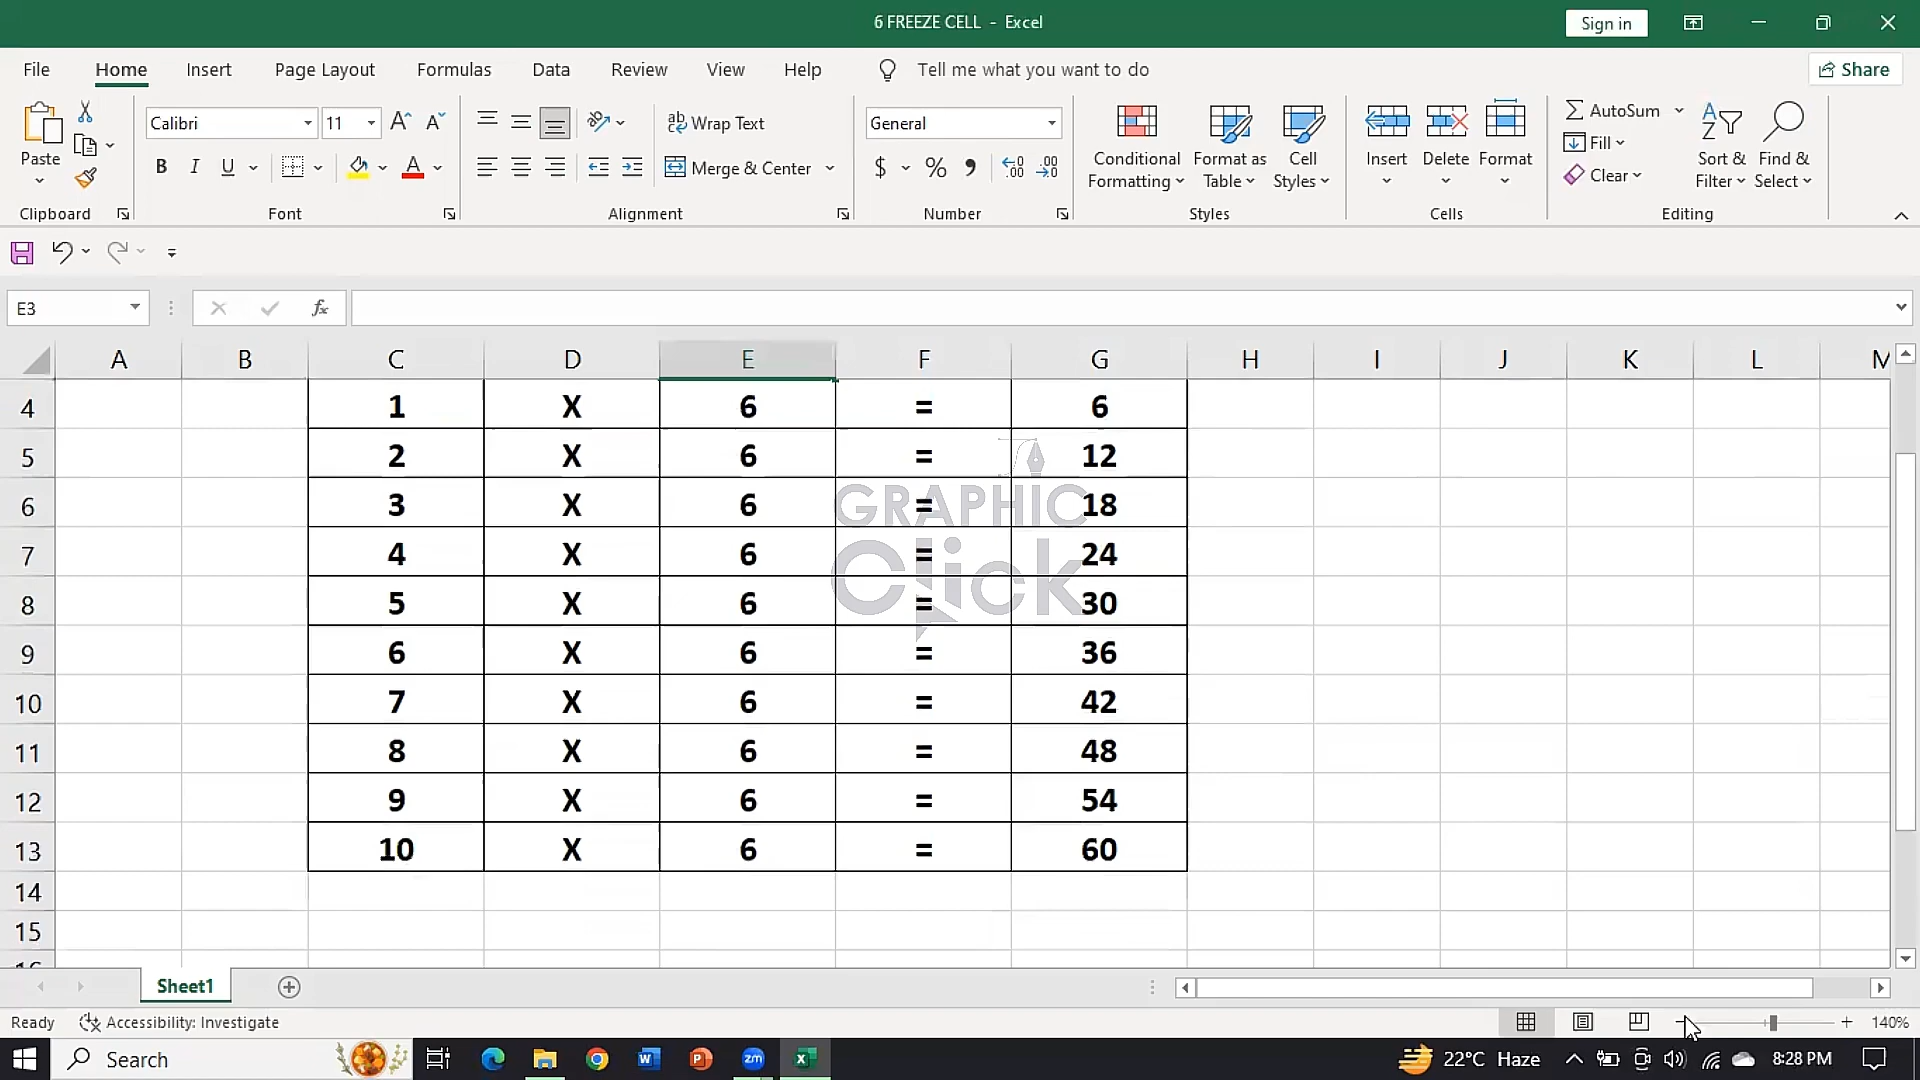 6 FREEZE CELL - Excel
Sign in
File Home Insert Page Layout Formulas Data Review View Help Tell me what you want to do Share
Paste
Clipboard
Calibri 11
B I U
Font
Wrap Text
Merge & Center
Alignment
General
$ % ,
Number
Conditional Formatting
Format as Table
Cell Styles
Styles
Insert Delete Format
Cells
AutoSum
Fill
Clear
Sort & Filter
Find & Select
Editing
E3
fx
A B C D E F G H I J K L M
4 1 X 6 = 6
5 2 X 6 = 12
6 3 X 6 = 18
7 4 X 6 = 24
8 5 X 6 = 30
9 6 X 6 = 36
10 7 X 6 = 42
11 8 X 6 = 48
12 9 X 6 = 54
13 10 X 6 = 60
14
15
GRAPHIC
Click
Sheet1
Ready Accessibility: Investigate 140%
Search 22°C Haze 8:28 PM